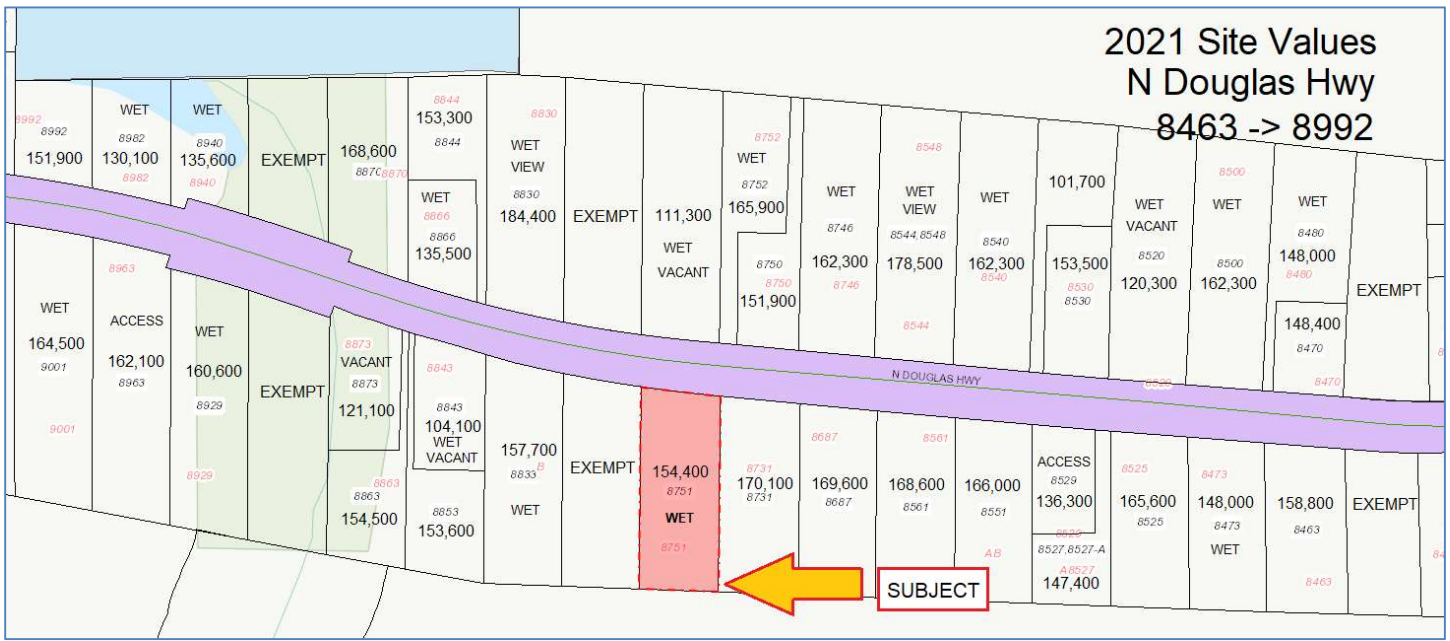 2021 Site Values
N Douglas Hwy
8463 -> 8992
8992
8992
151,900
WET
8982
130,100
8982
WET
8940
135,600
8940
EXEMPT
168,600
8870
8844
153,300
8844
WET
8866
8866
135,500
8830
WET
VIEW
8830
184,400
EXEMPT
111,300
WET
VACANT
8752
WET
8752
165,900
8750
8750
151,900
WET
8746
162,300
8746
8548
WET
VIEW
8544,8548
178,500
8544
WET
8540
162,300
8540
101,700
153,500
8530
8530
WET
VACANT
8520
120,300
8500
WET
8500
162,300
WET
8480
148,000
8480
148,400
8470
8470
EXEMPT
N DOUGLAS HWY
WET
164,500
9001
9001
8963
ACCESS
162,100
8963
WET
160,600
8929
8929
EXEMPT
8873
VACANT
8873
121,100
8863
8863
154,500
8843
8843
104,100
WET
VACANT
8853
153,600
157,700
8833 B
WET
EXEMPT
154,400
8751
WET
8751
8731
170,100
8731
8687
169,600
8687
8561
168,600
8561
166,000
8551
AB
ACCESS
8529
136,300
8527,8527-A
A8527
147,400
8525
165,600
8525
8473
148,000
8473
WET
158,800
8463
8463
EXEMPT
SUBJECT